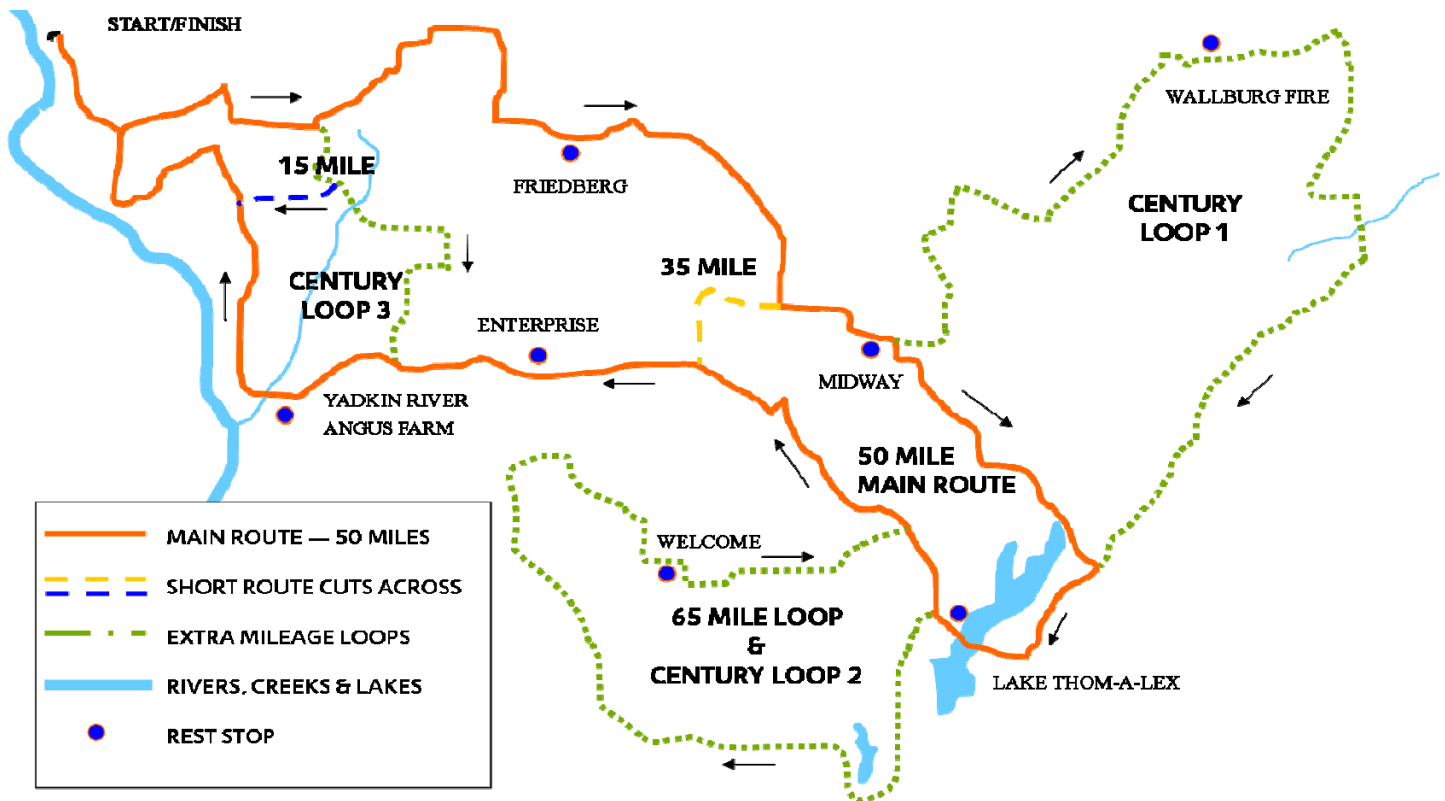 START/FINISH
WALLBURG FIRE
15 MILE
FRIEDBERG
CENTURY
LOOP 1
35 MILE
CENTURY
LOOP 3
ENTERPRISE
MIDWAY
YADKIN RIVER
ANGUS FARM
50 MILE
MAIN ROUTE
WELCOME
65 MILE LOOP
&
CENTURY LOOP 2
LAKE THOM-A-LEX
MAIN ROUTE — 50 MILES
SHORT ROUTE CUTS ACROSS
EXTRA MILEAGE LOOPS
RIVERS, CREEKS & LAKES
REST STOP